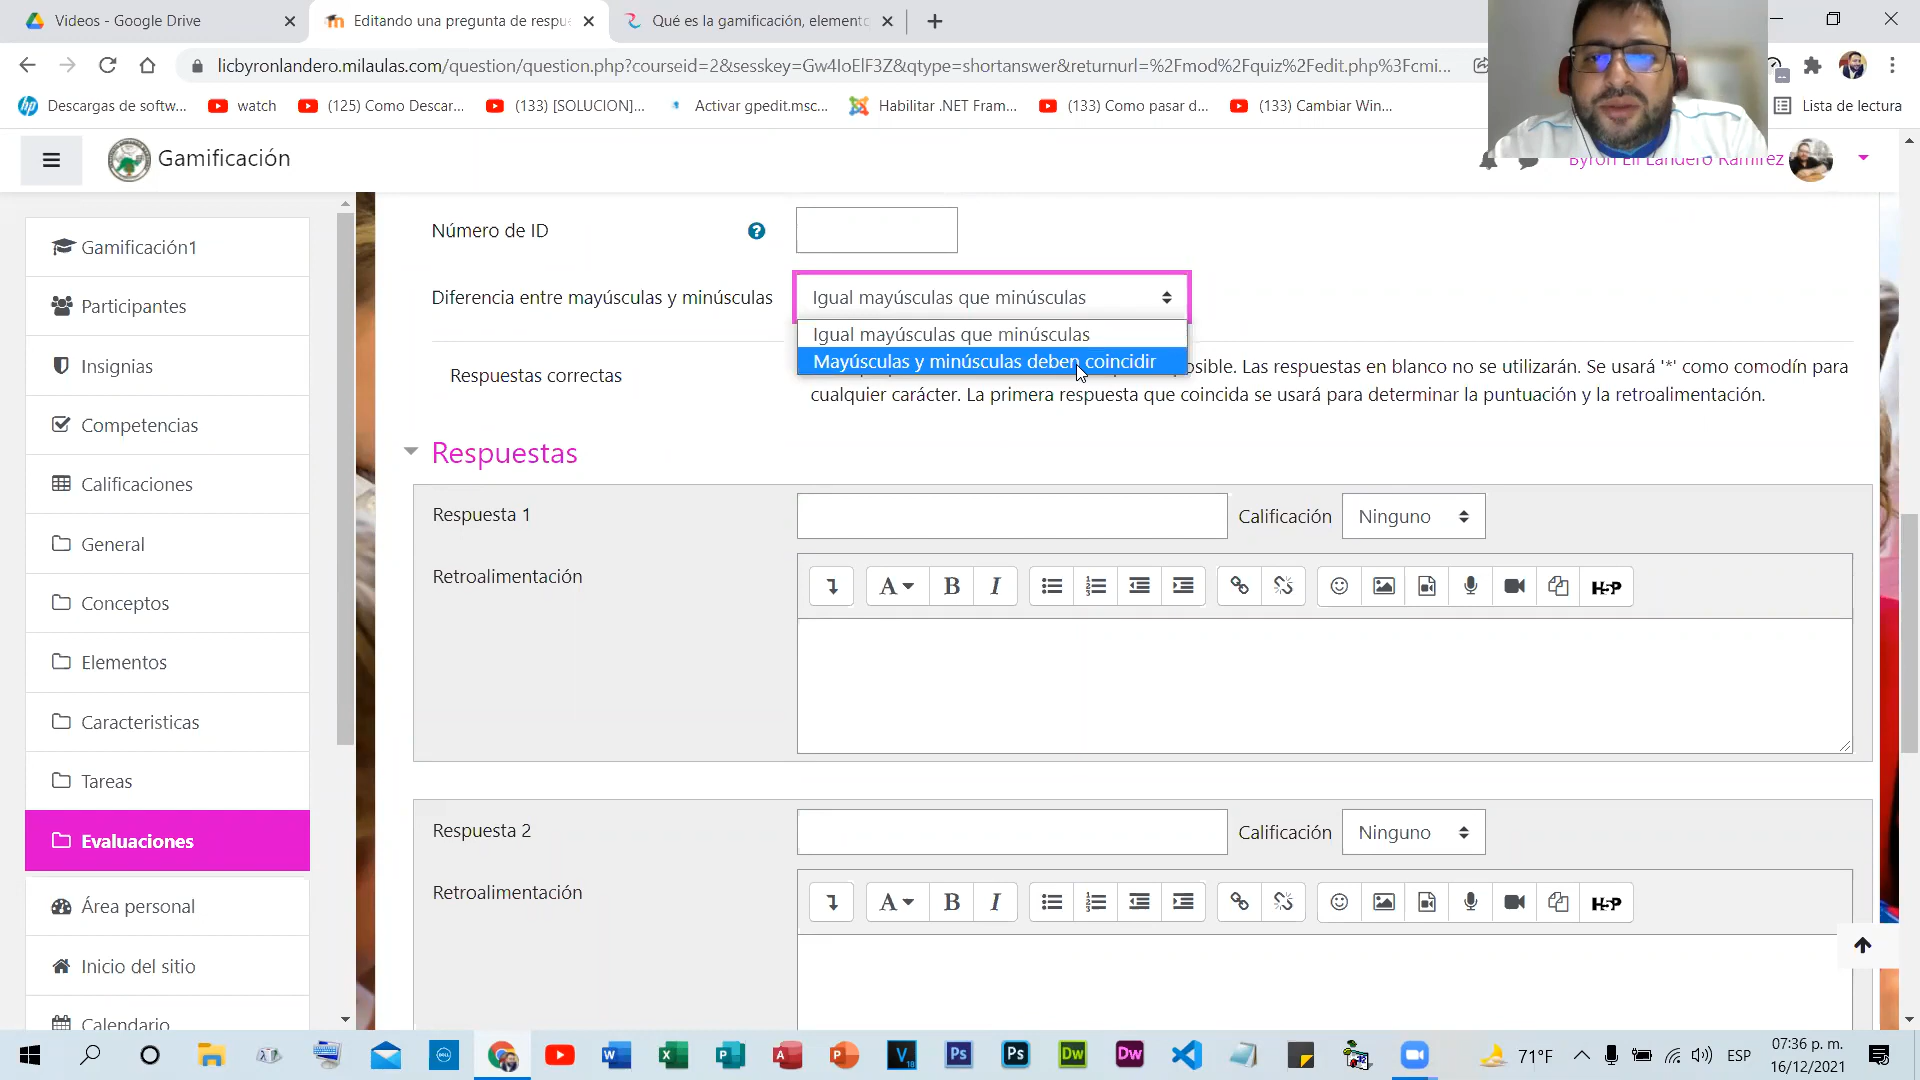 Videos - Google Drive
Editando una pregunta de respu
Qué es la gamificación, element
licbyronlandero.milaulas.com/question/question.php?courseid=2&sesskey=Gw4IoElF3Z&qtype=shortanswer&returnurl=%2Fmod%2Fquiz%2Fedit.php%3Fcmi...
Descargas de softw...
watch
(125) Como Descar...
(133) [SOLUCION]...
Activar gpedit.msc...
Habilitar .NET Fram...
(133) Como pasar d...
(133) Cambiar Win...
Lista de lectura
Gamificación
Byron Eli Landero Ramirez
Gamificación1
Participantes
Insignias
Competencias
Calificaciones
General
Conceptos
Elementos
Caracteristicas
Tareas
Evaluaciones
Área personal
Inicio del sitio
Calendario
Número de ID
Diferencia entre mayúsculas y minúsculas
Igual mayúsculas que minúsculas
Igual mayúsculas que minúsculas
Mayúsculas y minúsculas deben coincidir
Respuestas correctas
osible. Las respuestas en blanco no se utilizarán. Se usará '*' como comodín para
cualquier carácter. La primera respuesta que coincida se usará para determinar la puntuación y la retroalimentación.
Respuestas
Respuesta 1
Calificación
Ninguno
Retroalimentación
A B I
H5P
Respuesta 2
Calificación
Ninguno
Retroalimentación
A B I
H5P
71°F
ESP
07:36 p. m.
16/12/2021